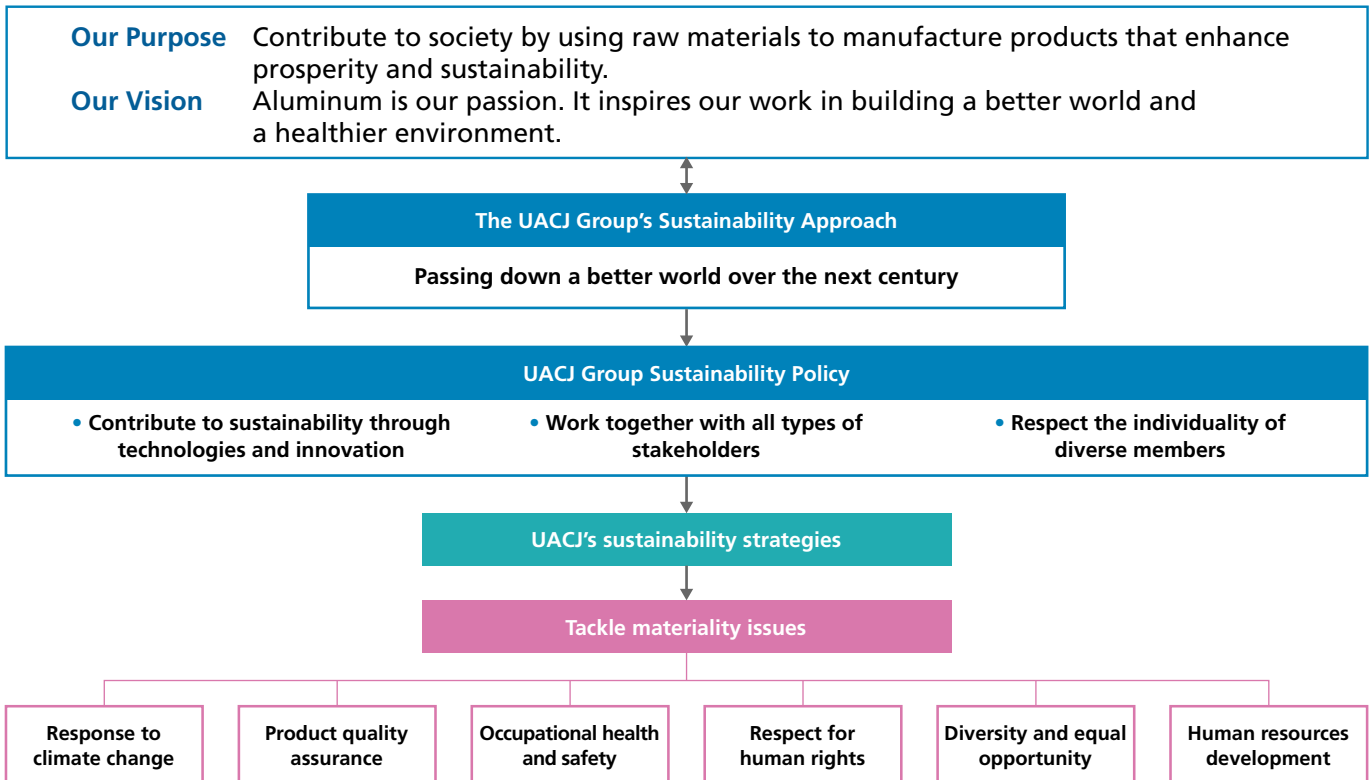 Our Purpose Contribute to society by using raw materials to manufacture products that enhance
prosperity and sustainability.
Our Vision Aluminum is our passion. It inspires our work in building a better world and
a healthier environment.
The UACJ Group’s Sustainability Approach
Passing down a better world over the next century
UACJ Group Sustainability Policy
• Contribute to sustainability through
technologies and innovation
• Work together with all types of
stakeholders
• Respect the individuality of
diverse members
UACJ’s sustainability strategies
Tackle materiality issues
Response to
climate change
Product quality
assurance
Occupational health
and safety
Respect for
human rights
Diversity and equal
opportunity
Human resources
development